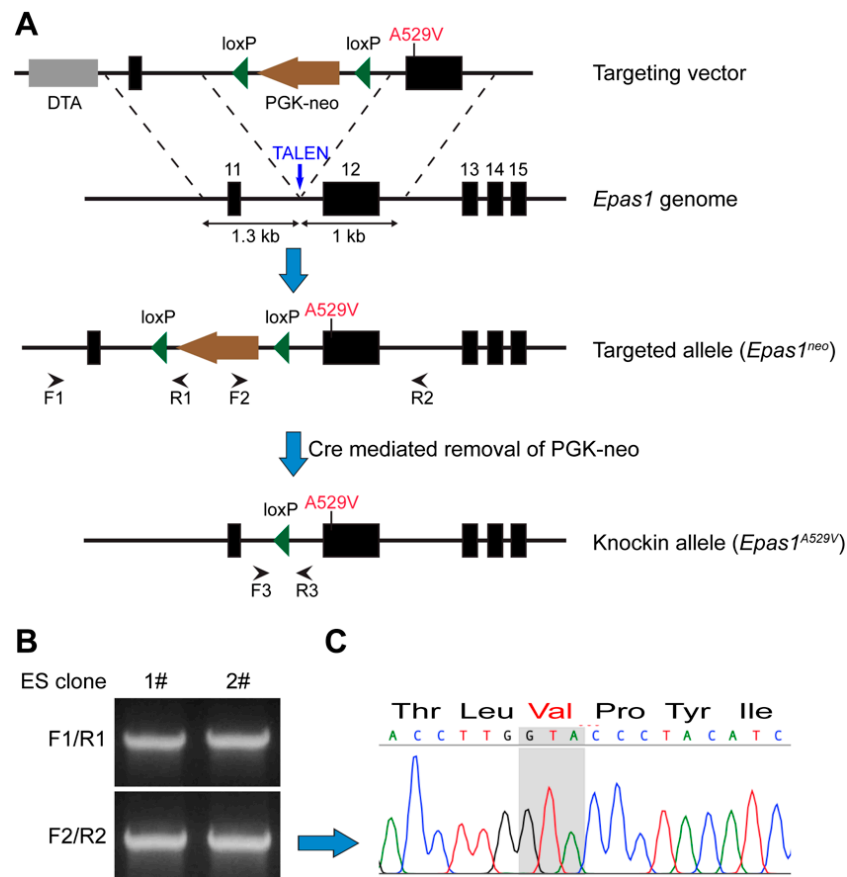 A
loxP loxP A529V
DTA PGK-neo Targeting vector
TALEN
11 12 13 14 15
Epas1 genome
1.3 kb 1 kb
loxP loxP A529V
Targeted allele (Epas1neo)
F1 R1 F2 R2
Cre mediated removal of PGK-neo
loxP A529V
Knockin allele (Epas1A529V)
F3 R3
B C
ES clone 1# 2#
F1/R1
F2/R2
Thr Leu Val Pro Tyr Ile
A C C T T G G T A C C C T A C A T C